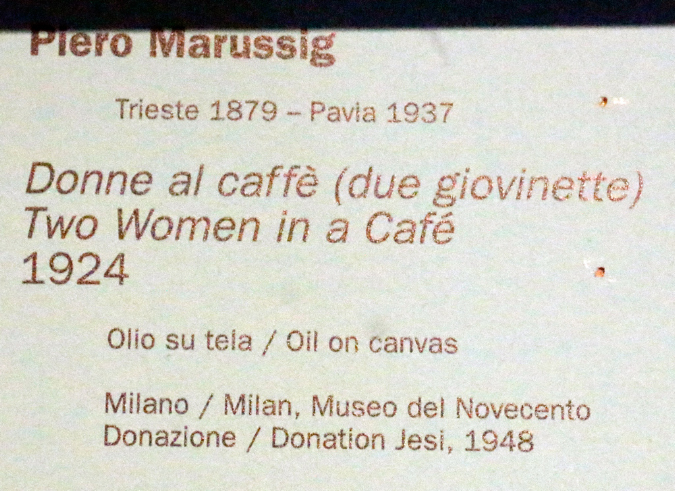 Piero Marussig
Trieste 1879 – Pavia 1937
Donne al caffè (due giovinette)
Two Women in a Café
1924
Olio su tela / Oil on canvas
Milano / Milan, Museo del Novecento
Donazione / Donation Jesi, 1948